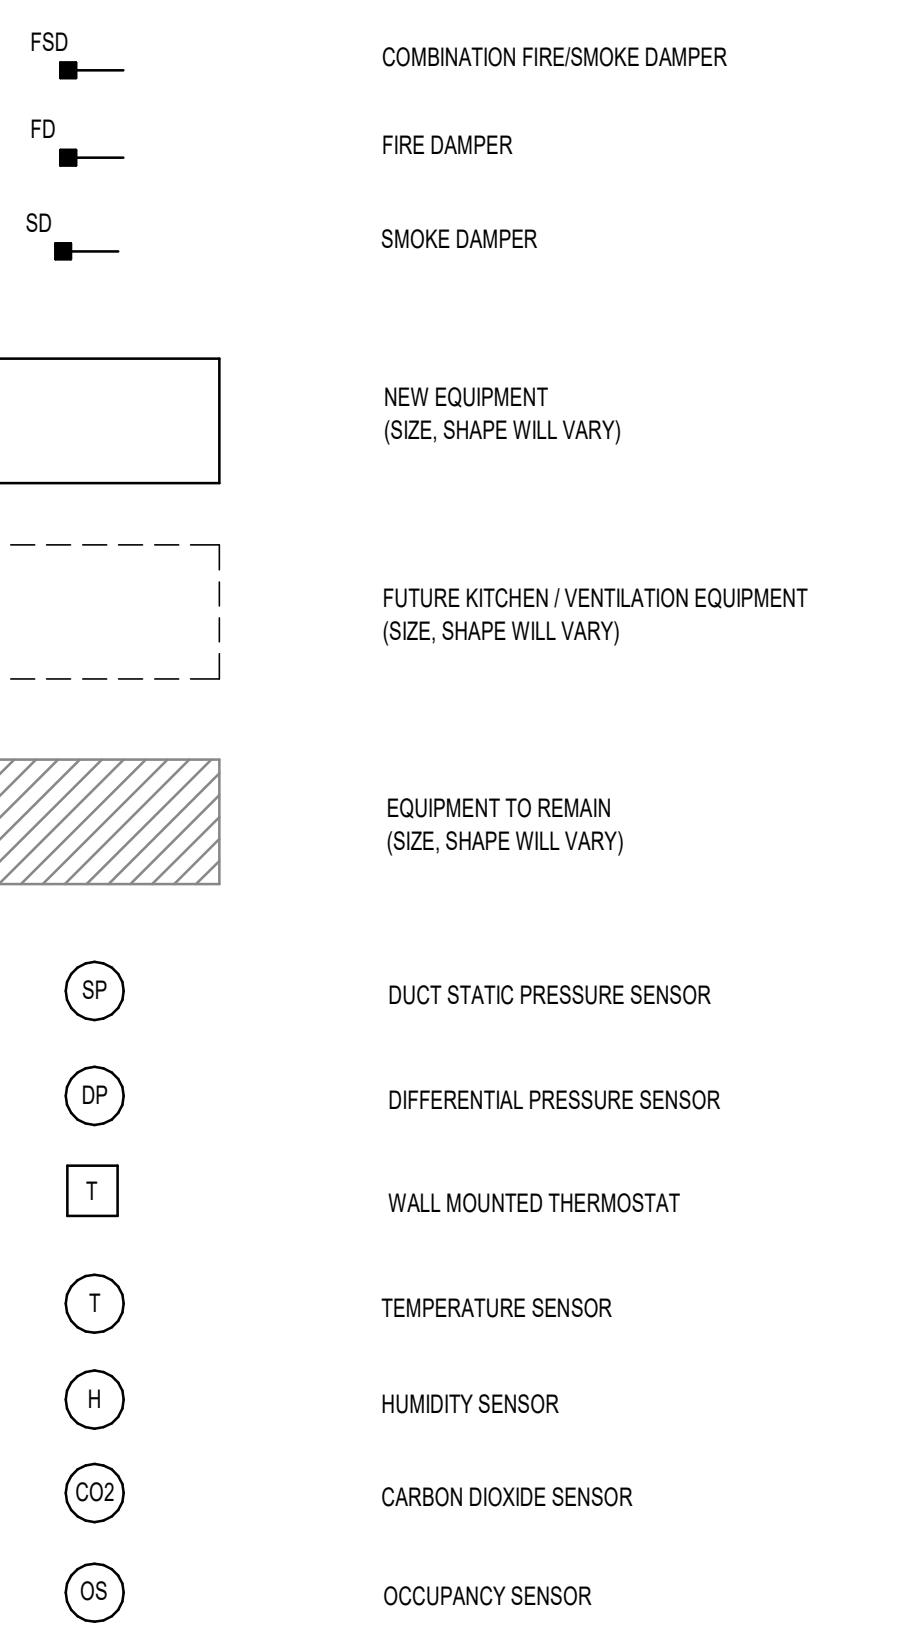 FSD
COMBINATION FIRE/SMOKE DAMPER
FD
FIRE DAMPER
SD
SMOKE DAMPER
NEW EQUIPMENT
(SIZE, SHAPE WILL VARY)
FUTURE KITCHEN / VENTILATION EQUIPMENT
(SIZE, SHAPE WILL VARY)
EQUIPMENT TO REMAIN
(SIZE, SHAPE WILL VARY)
SP
DUCT STATIC PRESSURE SENSOR
DP
DIFFERENTIAL PRESSURE SENSOR
T
WALL MOUNTED THERMOSTAT
T
TEMPERATURE SENSOR
H
HUMIDITY SENSOR
CO2
CARBON DIOXIDE SENSOR
OS
OCCUPANCY SENSOR